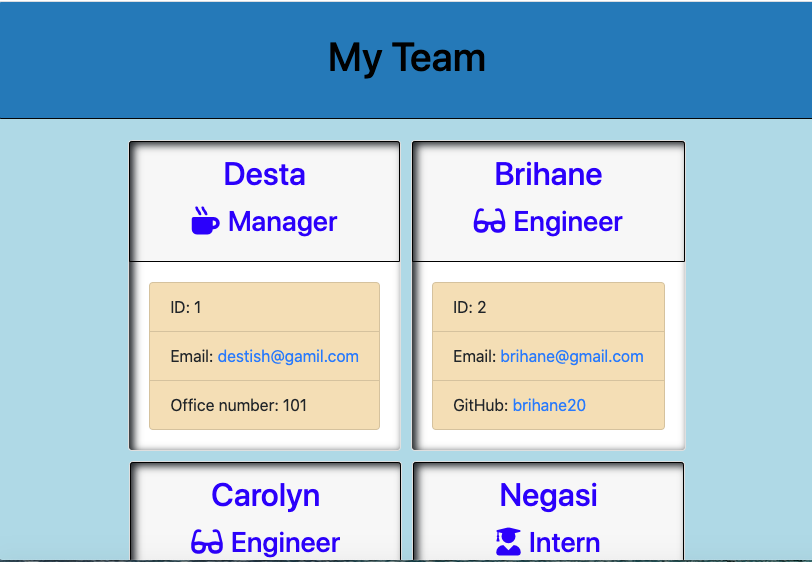 My Team
Desta
Manager
ID: 1
Email: destish@gamil.com
Office number: 101
Brihane
Engineer
ID: 2
Email: brihane@gmail.com
GitHub: brihane20
Carolyn
Engineer
Negasi
Intern